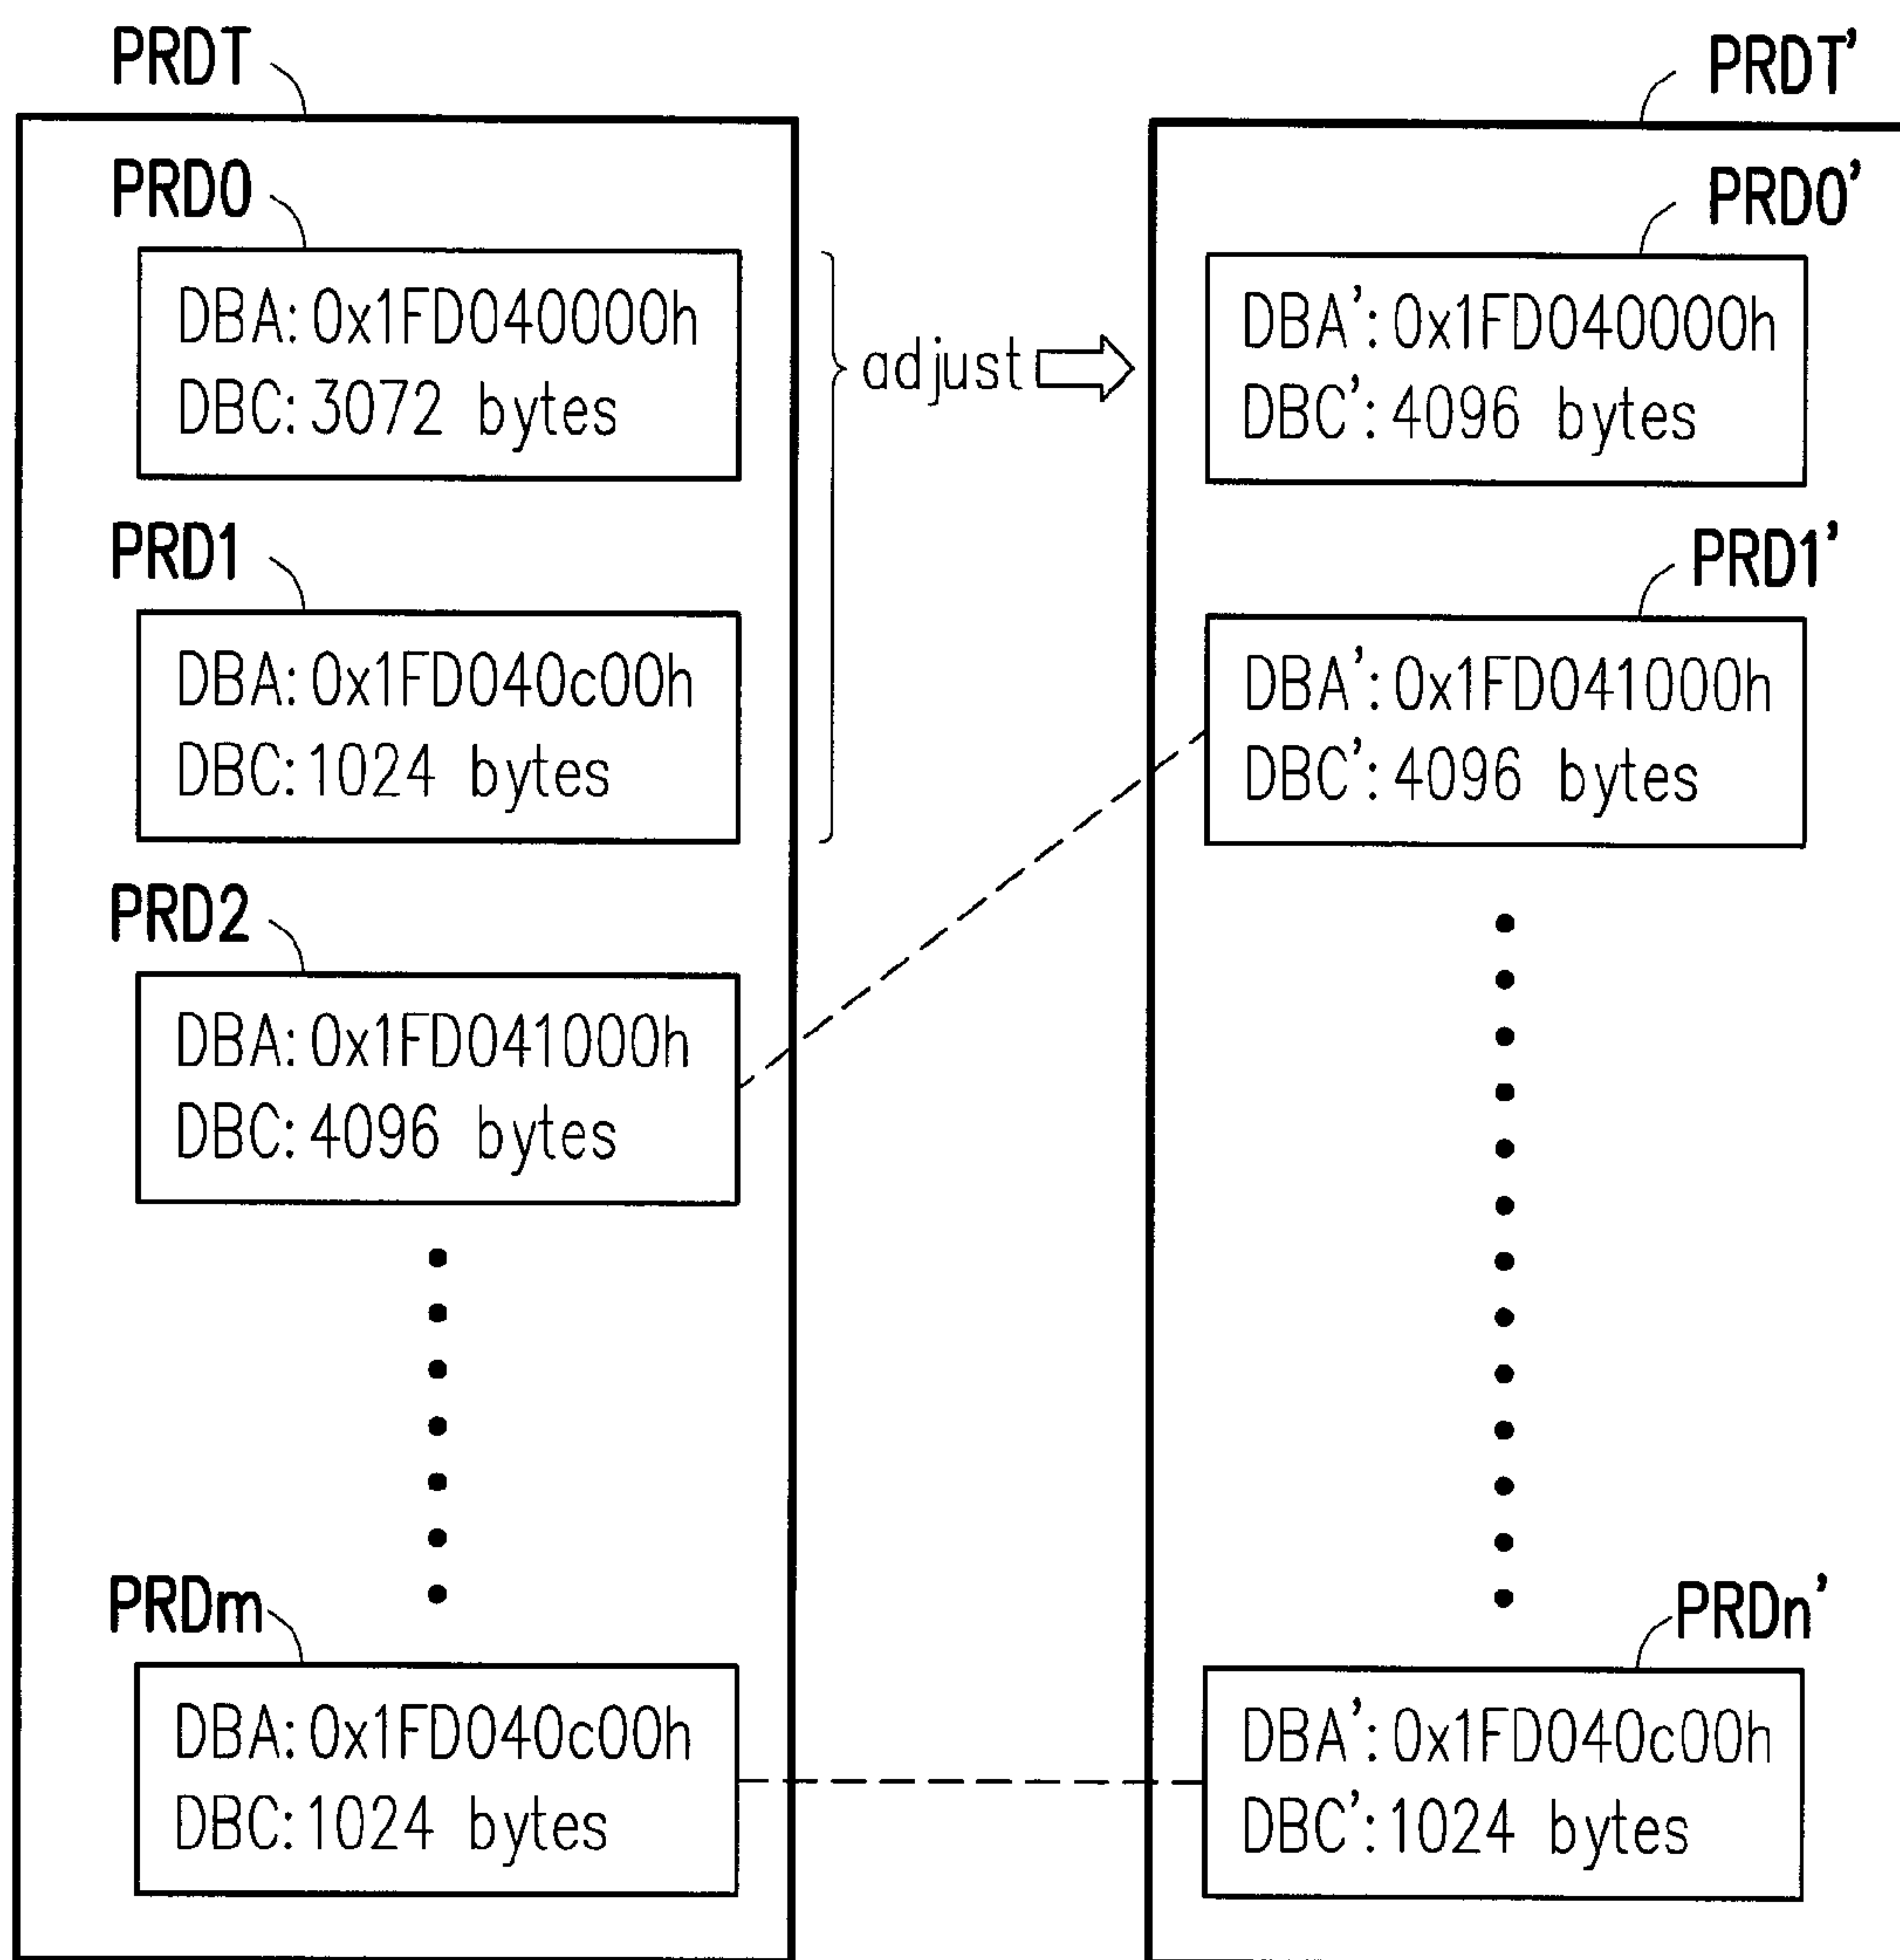 PRDT
PRD0
DBA: 0x1FD040000h
DBC: 3072 bytes
PRD1
DBA: 0x1FD040c00h
DBC: 1024 bytes
PRD2
DBA: 0x1FD041000h
DBC: 4096 bytes
PRDm
DBA: 0x1FD040c00h
DBC: 1024 bytes
adjust
PRDT'
PRD0'
DBA': 0x1FD040000h
DBC': 4096 bytes
PRD1'
DBA': 0x1FD041000h
DBC': 4096 bytes
PRDn'
DBA': 0x1FD040c00h
DBC': 1024 bytes